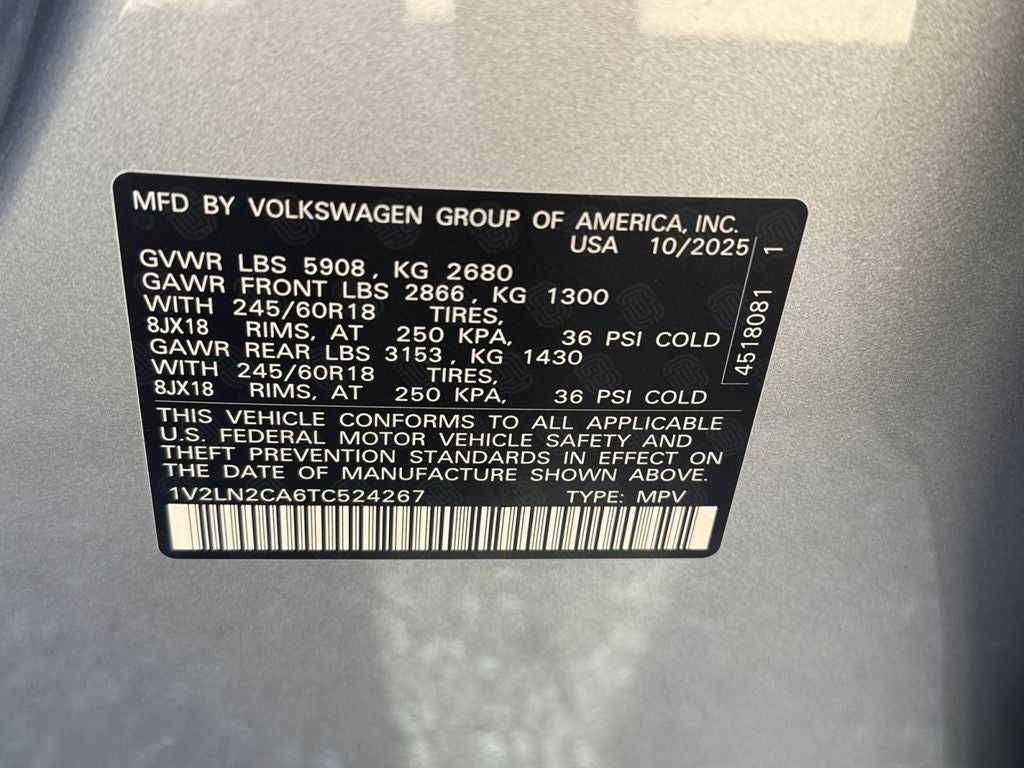 MFD BY VOLKSWAGEN GROUP OF AMERICA, INC.
USA 10/2025
GVWR LBS 5908, KG 2680
GAWR FRONT LBS 2866, KG 1300
WITH 245/60R18 TIRES,
8JX18 RIMS, AT 250 KPA, 36 PSI COLD
GAWR REAR LBS 3153, KG 1430
WITH 245/60R18 TIRES,
8JX18 RIMS, AT 250 KPA, 36 PSI COLD
4518081 1
THIS VEHICLE CONFORMS TO ALL APPLICABLE
U.S. FEDERAL MOTOR VEHICLE SAFETY AND
THEFT PREVENTION STANDARDS IN EFFECT ON
THE DATE OF MANUFACTURE SHOWN ABOVE.
1V2LN2CA6TC524267 TYPE: MPV